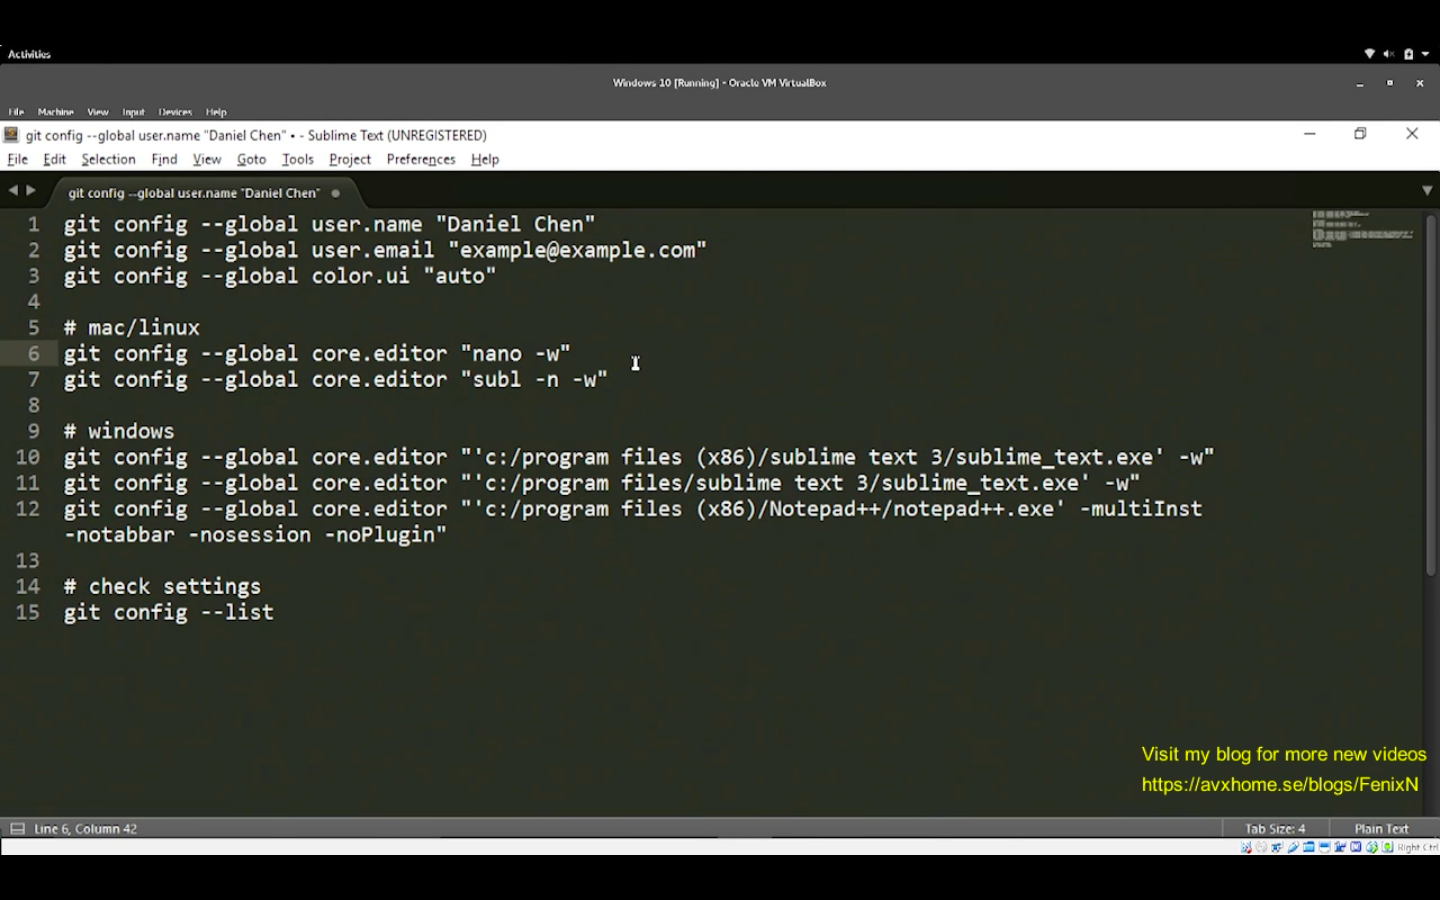 Activities
Windows 10 [Running] - Oracle VM VirtualBox
File Machine View Input Devices Help
git config --global user.name "Daniel Chen" • - Sublime Text (UNREGISTERED)
File Edit Selection Find View Goto Tools Project Preferences Help
git config --global user.name "Daniel Chen"
1 git config --global user.name "Daniel Chen"
2 git config --global user.email "example@example.com"
3 git config --global color.ui "auto"
4
5 # mac/linux
6 git config --global core.editor "nano -w"
7 git config --global core.editor "subl -n -w"
8
9 # windows
10 git config --global core.editor "'c:/program files (x86)/sublime text 3/sublime_text.exe' -w"
11 git config --global core.editor "'c:/program files/sublime text 3/sublime_text.exe' -w"
12 git config --global core.editor "'c:/program files (x86)/Notepad++/notepad++.exe' -multiInst
-notabbar -nosession -noPlugin"
13
14 # check settings
15 git config --list
Visit my blog for more new videos
https://avxhome.se/blogs/FenixN
Line 6, Column 42 Tab Size: 4 Plain Text
Right Ctrl